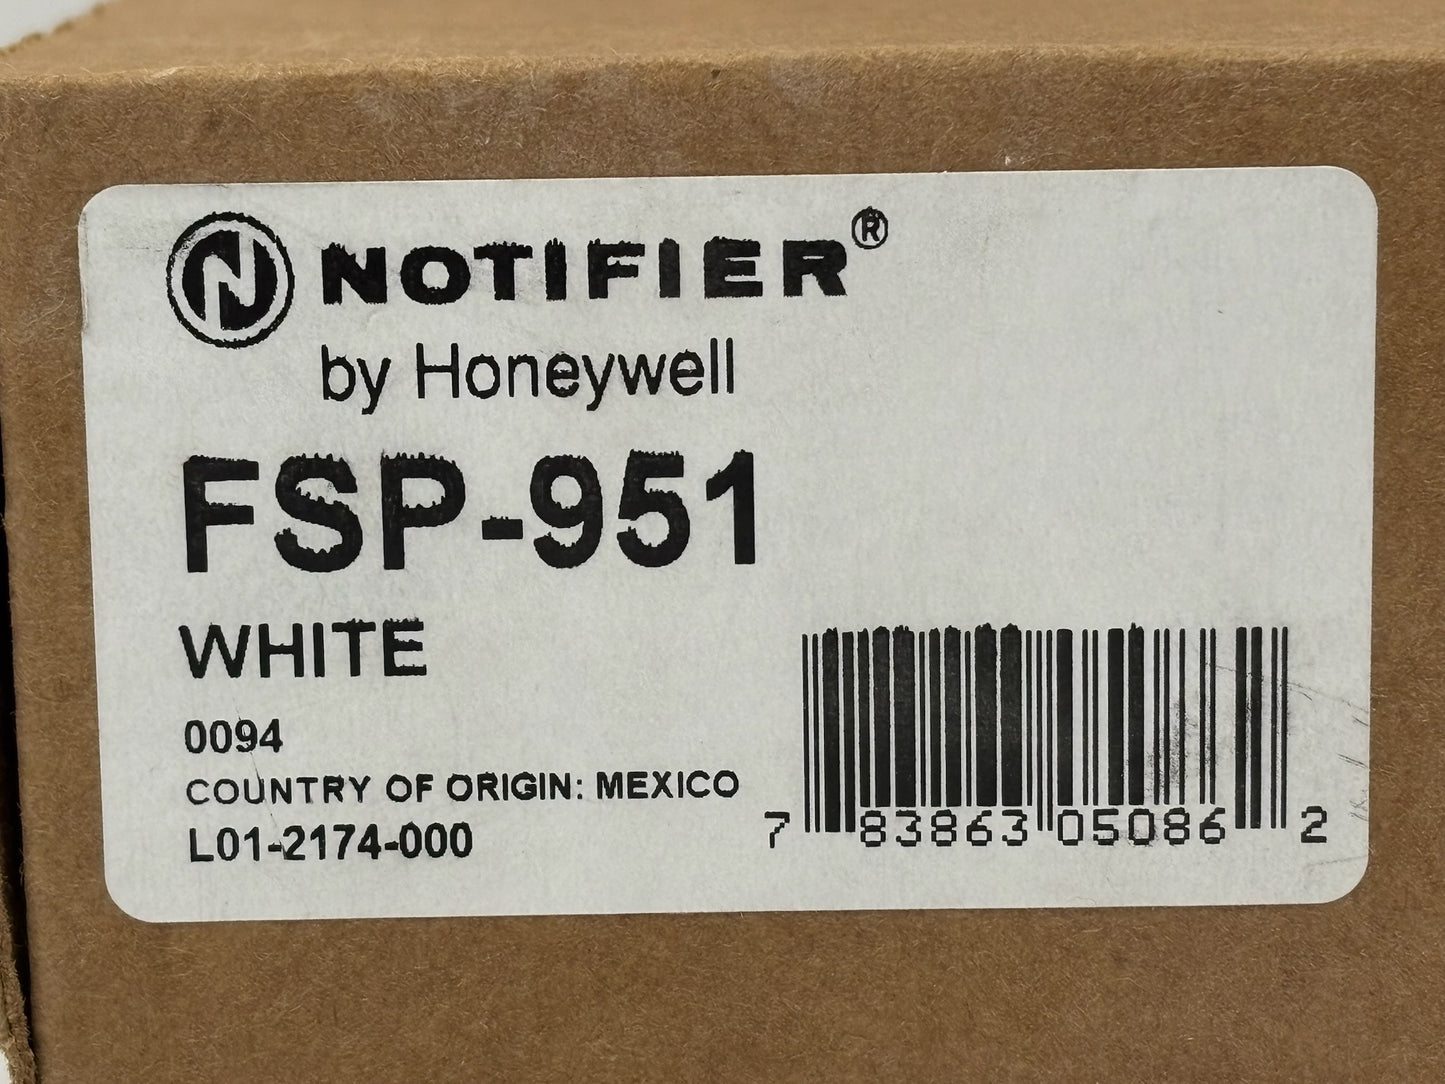 NOTIFIER®
by Honeywell
FSP-951
WHITE
0094
COUNTRY OF ORIGIN: MEXICO
L01-2174-000
7 83863 05086 2